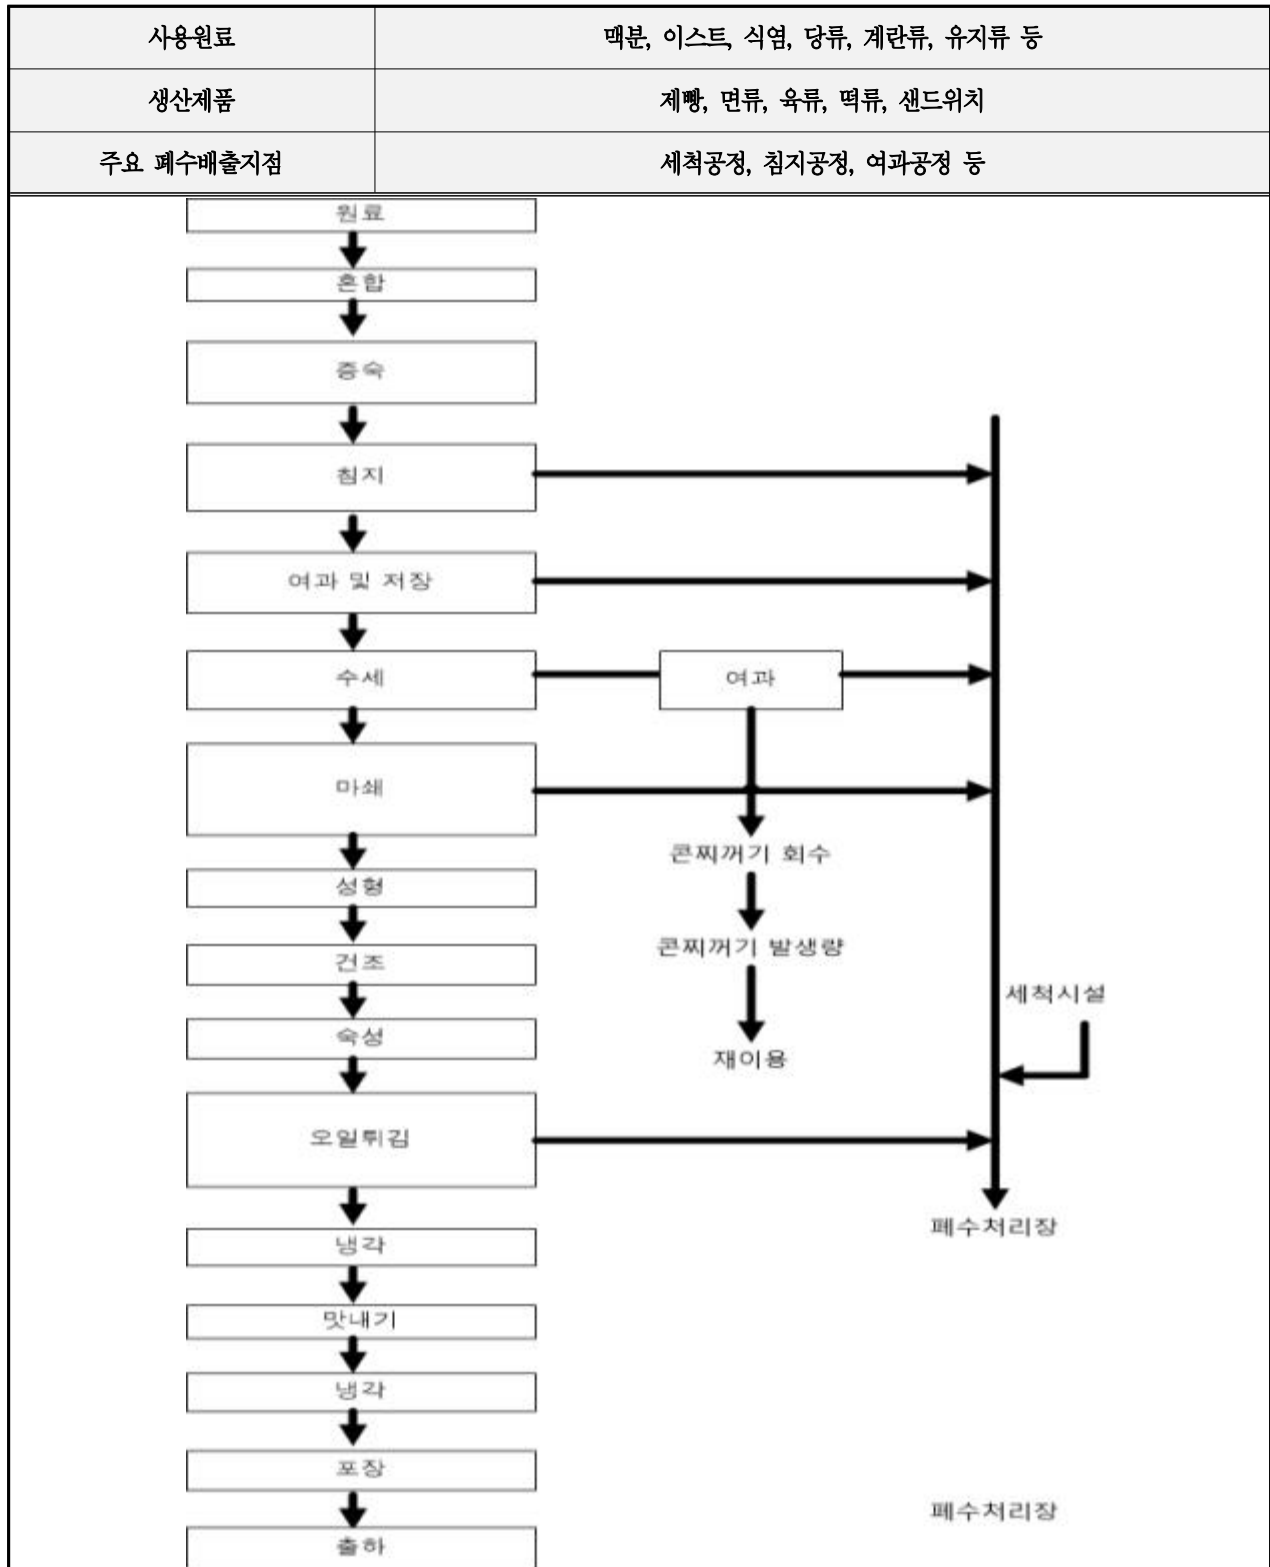 사용원료
맥분, 이스트, 식염, 당류, 계란류, 유지류 등
생산제품
제빵, 면류, 육류, 떡류, 샌드위치
주요 폐수배출지점
세척공정, 침지공정, 여과공정 등
원료
혼합
증숙
침지
여과 및 저장
수세
여과
마쇄
콘찌꺼기 회수
성형
콘찌꺼기 발생량
건조
세척시설
숙성
재이용
오일튀김
폐수처리장
냉각
맛내기
냉각
포장
폐수처리장
출하